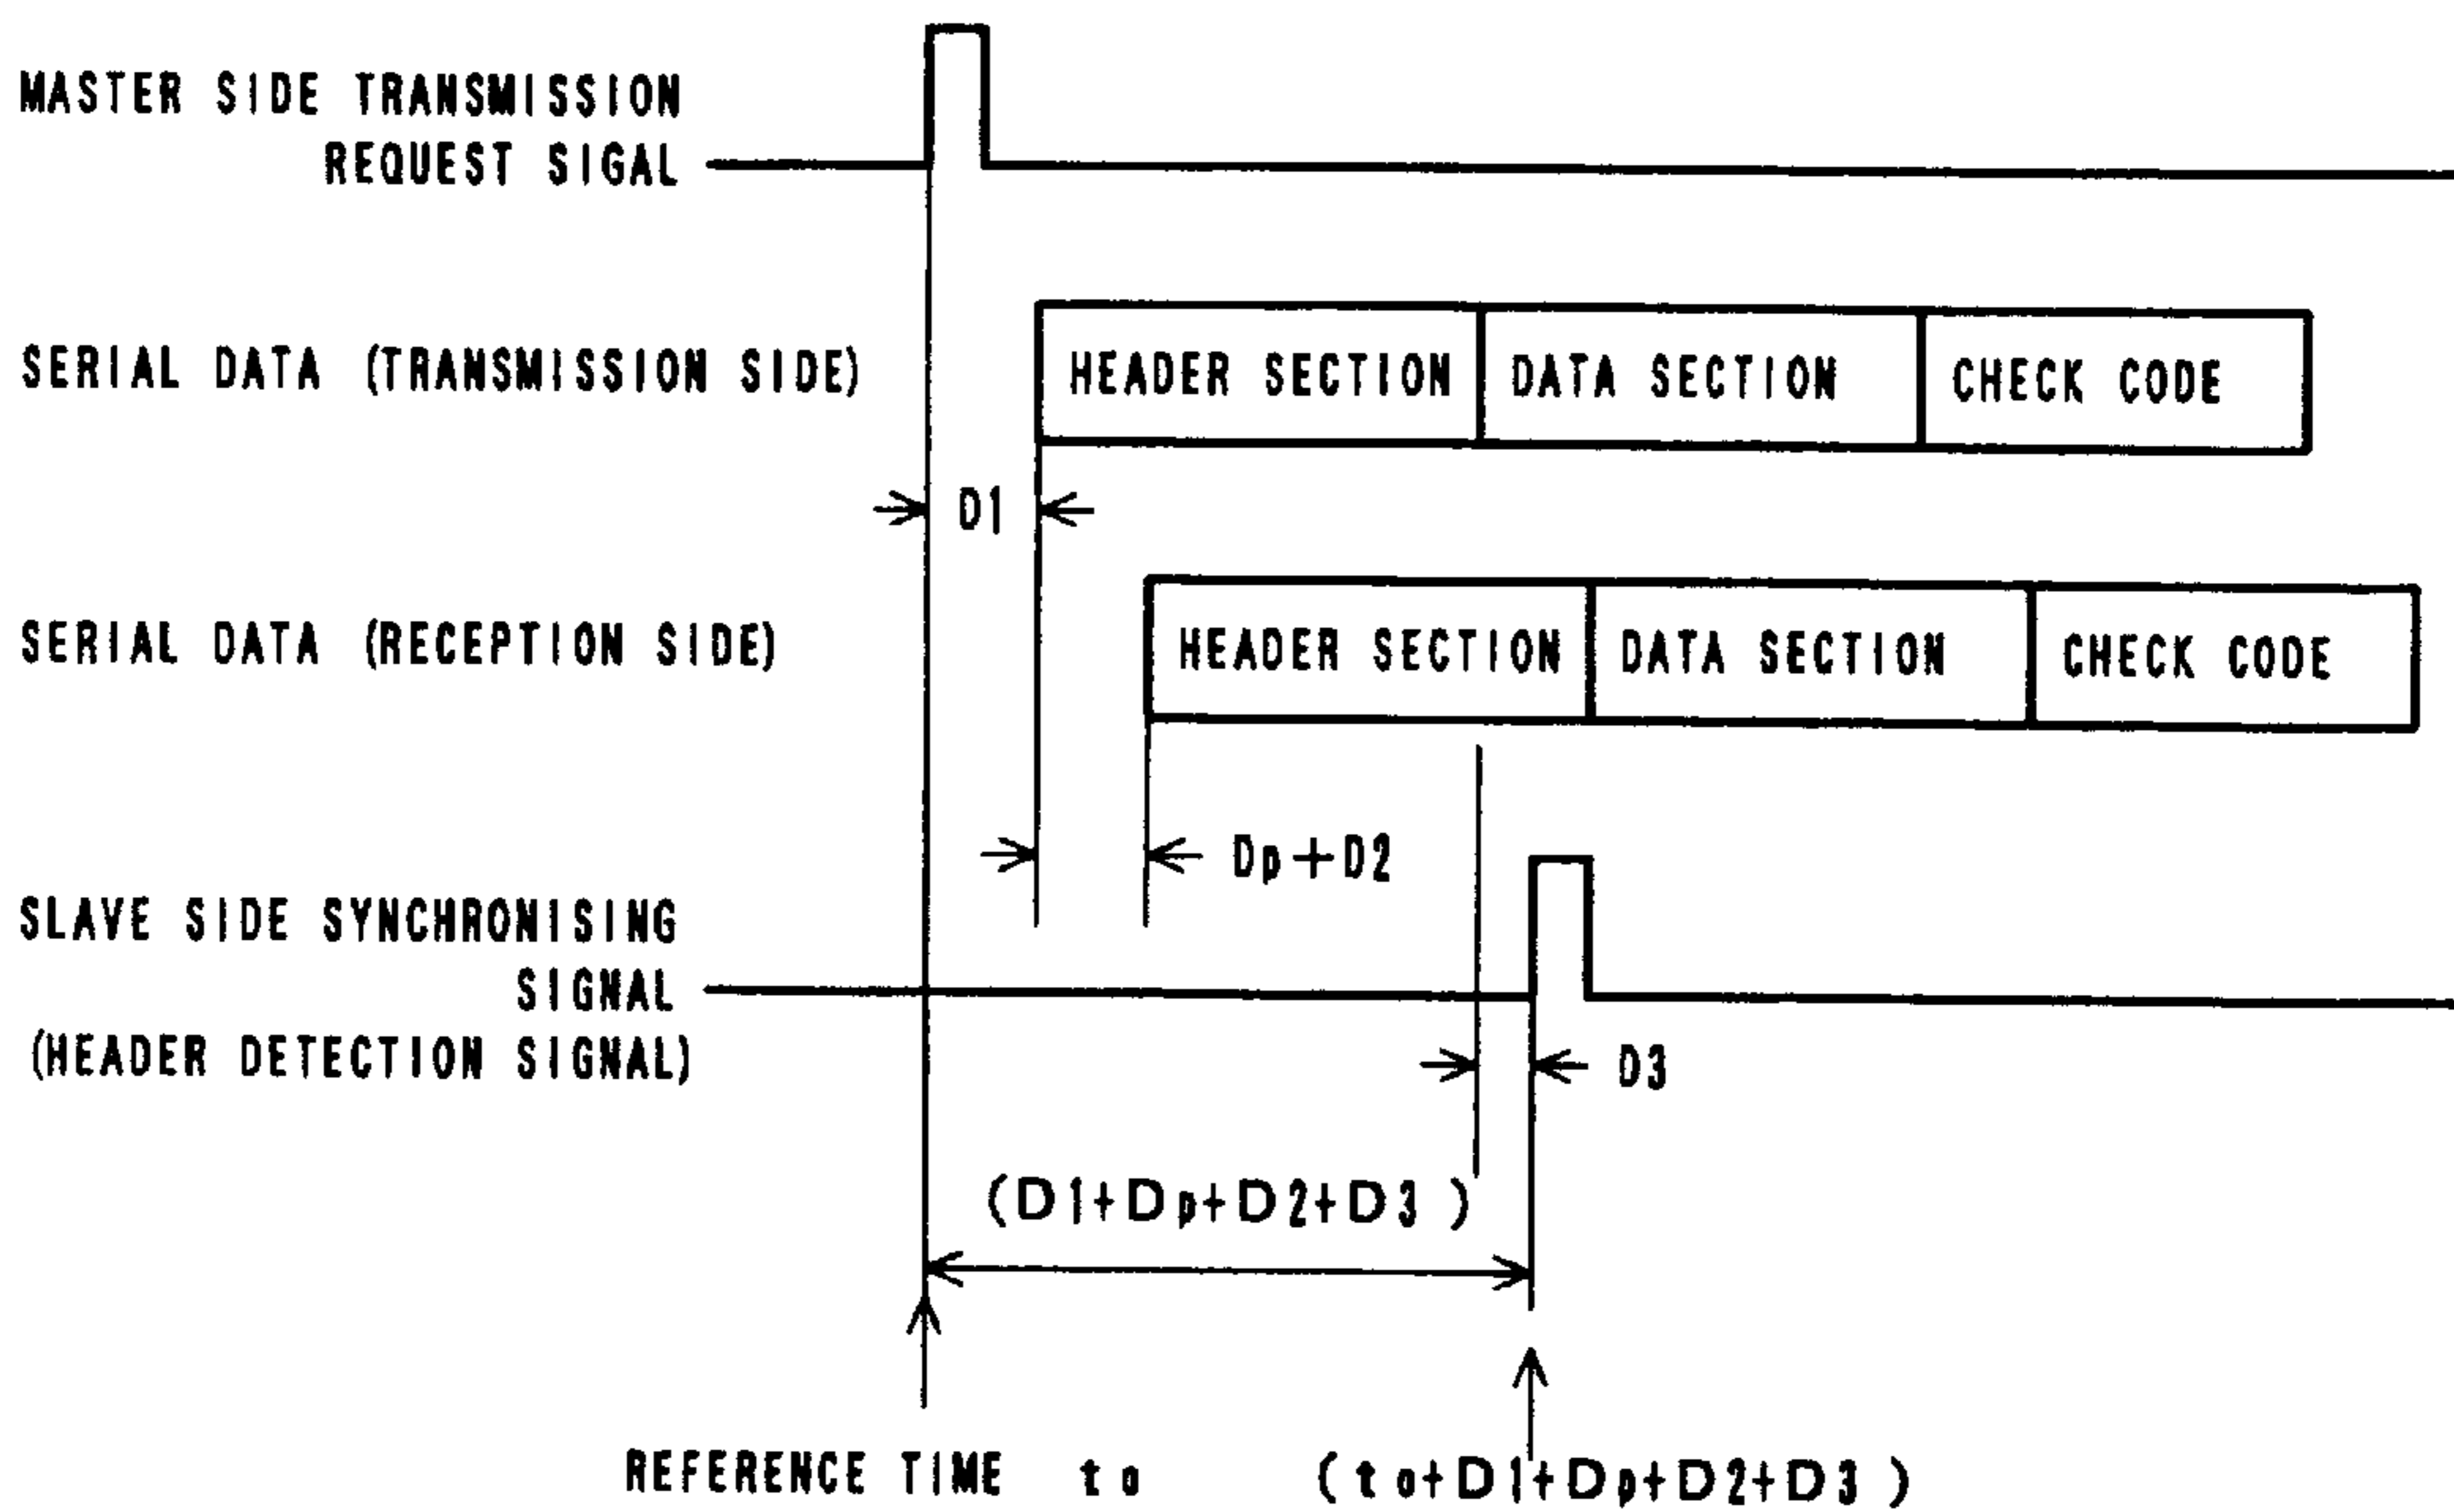 MASTER SIDE TRANSMISSION
REQUEST SIGAL
SERIAL DATA (TRANSMISSION SIDE)
HEADER SECTION
DATA SECTION
CHECK CODE
D1
SERIAL DATA (RECEPTION SIDE)
HEADER SECTION
DATA SECTION
CHECK CODE
Dp+D2
SLAVE SIDE SYNCHRONISING
SIGNAL
(HEADER DETECTION SIGNAL)
D3
(D1+Dp+D2+D3)
REFERENCE TIME to
(to+D1+Dp+D2+D3)